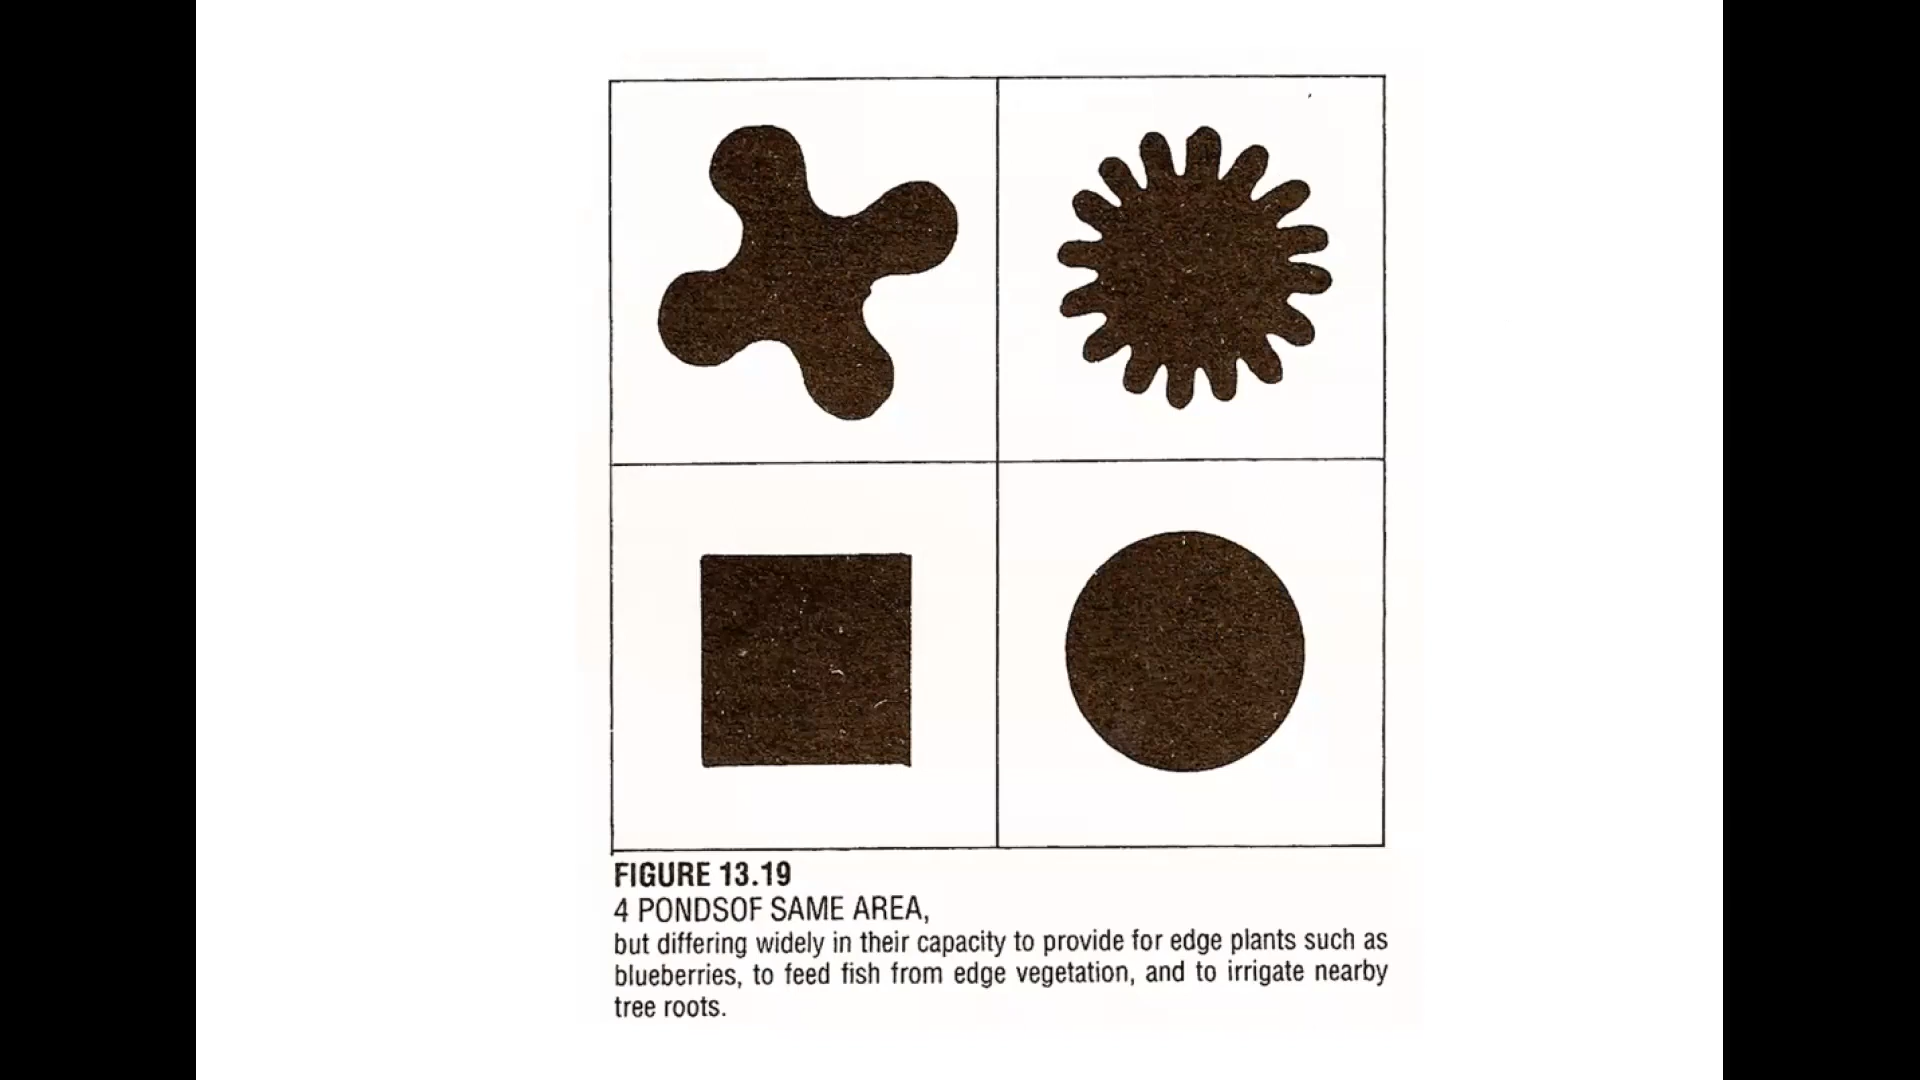 FIGURE 13.19
4 PONDSOF SAME AREA,
but differing widely in their capacity to provide for edge plants such as
blueberries, to feed fish from edge vegetation, and to irrigate nearby
tree roots.